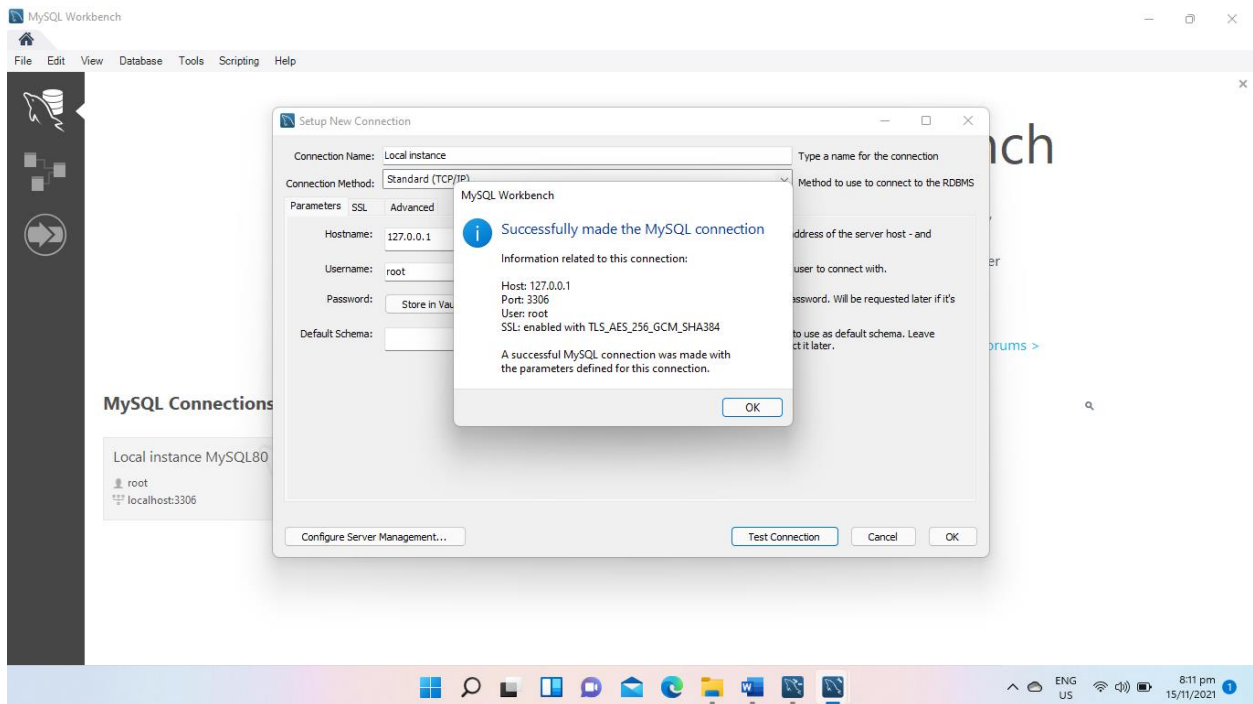 MySQL Workbench
File Edit View Database Tools Scripting Help
Setup New Connection
Connection Name: Local instance Type a name for the connection
Connection Method: Standard (TCP/IP) Method to use to connect to the RDBMS
Parameters SSL Advanced
Hostname: 127.0.0.1 address of the server host - and
Username: root user to connect with.
Password: Store in Vau password. Will be requested later if it's
Default Schema: to use as default schema. Leave
ct it later.
MySQL Workbench
Successfully made the MySQL connection
Information related to this connection:
Host: 127.0.0.1
Port: 3306
User: root
SSL: enabled with TLS_AES_256_GCM_SHA384
A successful MySQL connection was made with
the parameters defined for this connection.
OK
Configure Server Management... Test Connection Cancel OK
nch
er
orums >
MySQL Connections
Local instance MySQL80
root
localhost:3306
ENG
US
8:11 pm
15/11/2021
1